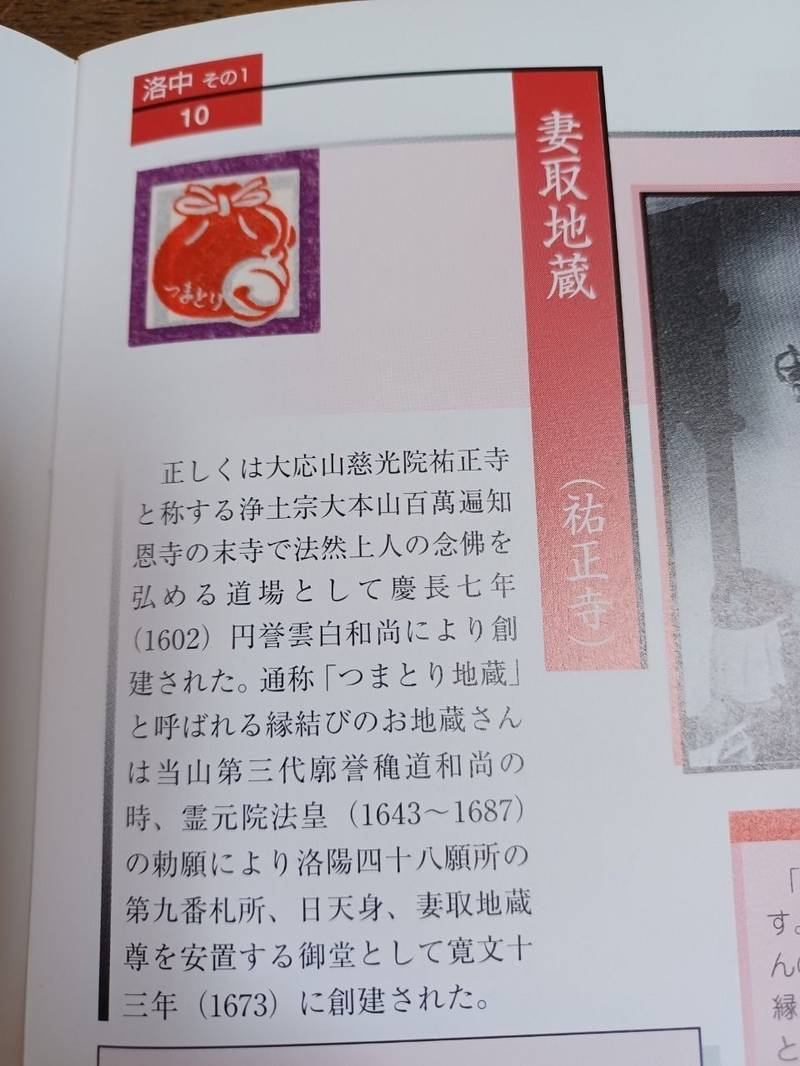 洛中 その1
10
妻取地蔵
(祐正寺)
つまとり
正しくは大応山慈光院祐正寺
と称する浄土宗大本山百萬遍知
恩寺の末寺で法然上人の念佛を
弘める道場として慶長七年
(1602) 円誉雲白和尚により創
建された。通称「つまとり地蔵」
と呼ばれる縁結びのお地蔵さん
は当山第三代廓誉穐道和尚の
時、霊元院法皇 (1643〜1687)
の勅願により洛陽四十八願所の
第九番札所、日天身、妻取地蔵
尊を安置する御堂として寛文十
三年 (1673) に創建された。
「
す。
ん
縁
と